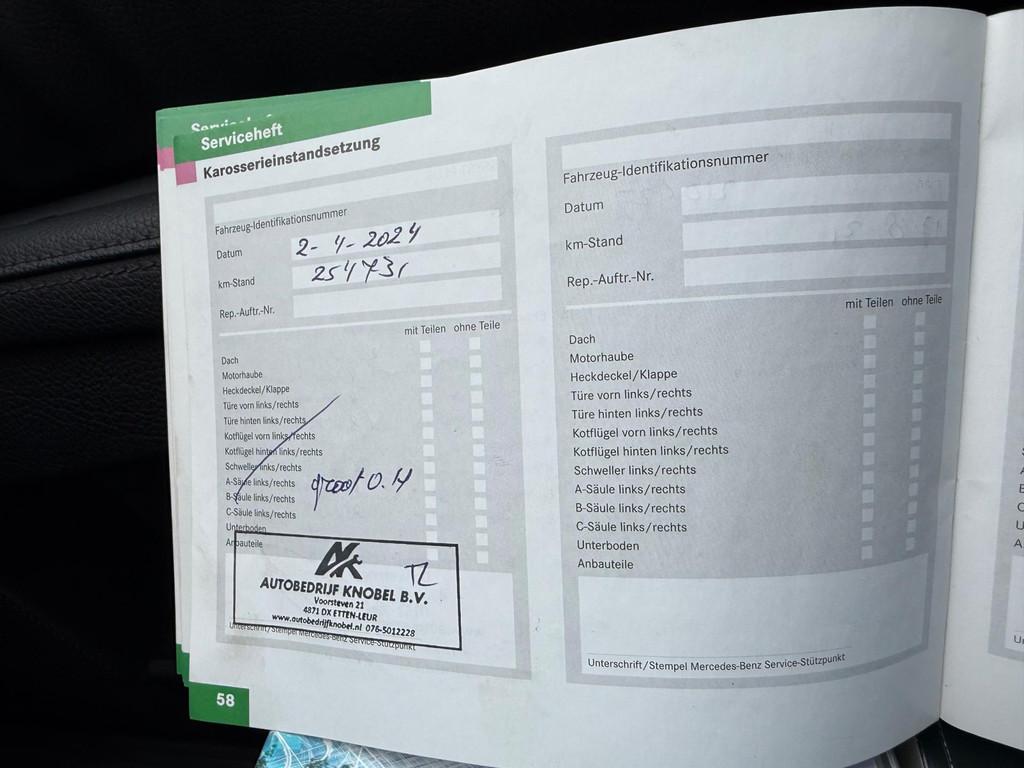 Serviceheft
Serviceheft
Karosserieinstandsetzung
Fahrzeug-Identifikationsnummer
Datum 2-4-2024
km-Stand 254731
Rep.-Auftr.-Nr.
mit Teilen ohne Teile
Dach
Motorhaube
Heckdeckel/Klappe
Türe vorn links/rechts
Türe hinten links/rechts
Kotflügel vorn links/rechts
Kotflügel hinten links/rechts
Schweller links/rechts
A-Säule links/rechts
B-Säule links/rechts
C-Säule links/rechts
Unterboden
Anbauteile
groot O.H
AUTOBEDRIJF KNOBEL B.V.
Voorsteven 21
4871 DX ETTEN-LEUR
www.autobedrijfknobel.nl 076-5012228
Unterschrift/Stempel Mercedes-Benz Service-Stützpunkt
58
Fahrzeug-Identifikationsnummer
Datum
km-Stand
Rep.-Auftr.-Nr.
mit Teilen ohne Teile
Dach
Motorhaube
Heckdeckel/Klappe
Türe vorn links/rechts
Türe hinten links/rechts
Kotflügel vorn links/rechts
Kotflügel hinten links/rechts
Schweller links/rechts
A-Säule links/rechts
B-Säule links/rechts
C-Säule links/rechts
Unterboden
Anbauteile
Unterschrift/Stempel Mercedes-Benz Service-Stützpunkt